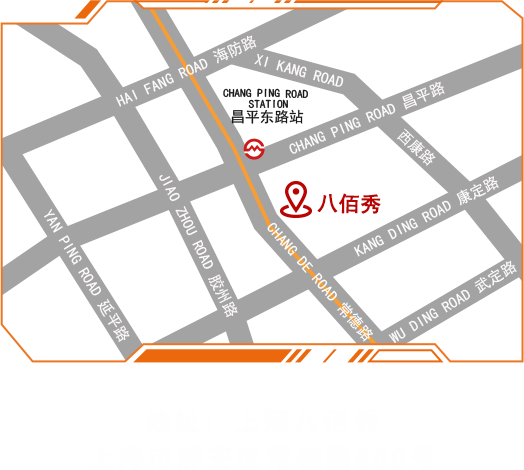 HAI FANG ROAD 海防路
XI KANG ROAD
西康路
CHANG PING ROAD
STATION
昌平东路站
CHANG PING ROAD 昌平路
八佰秀
JIAO ZHOU ROAD 胶州路
YAN PING ROAD 延平路
KANG DING ROAD 康定路
CHANG DE ROAD 常德路
WU DING ROAD 武定路